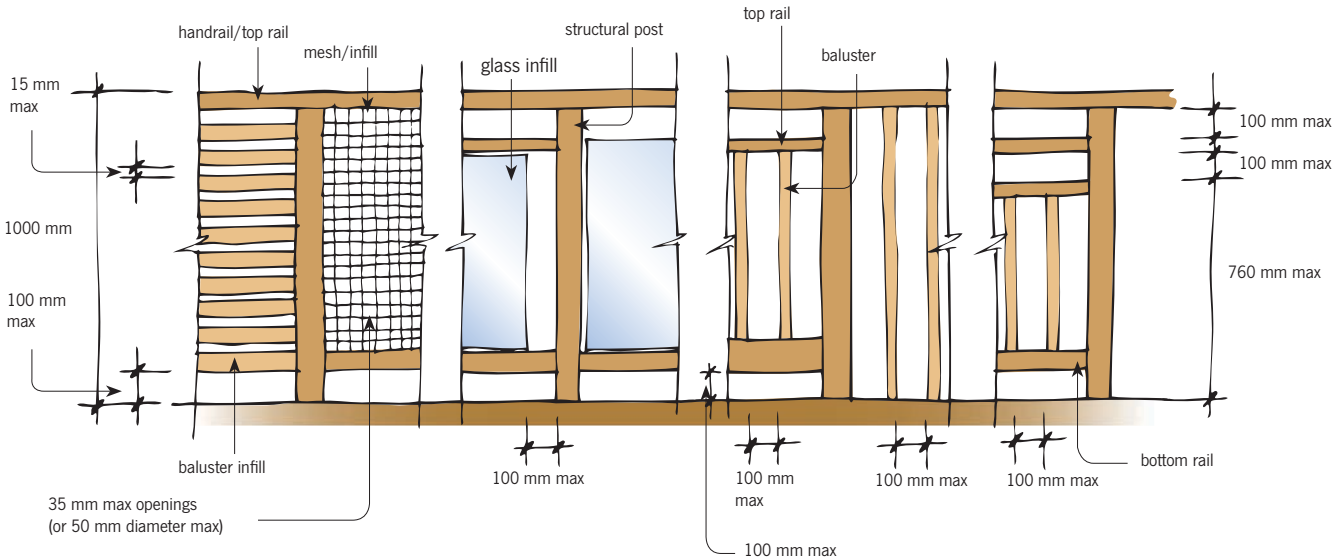 handrail/top rail
mesh/infill
glass infill
structural post
top rail
baluster
15 mm
max
1000 mm
100 mm
max
100 mm max
100 mm max
760 mm max
baluster infill
35 mm max openings
(or 50 mm diameter max)
100 mm max
100 mm
max
100 mm max
100 mm max
100 mm max
bottom rail